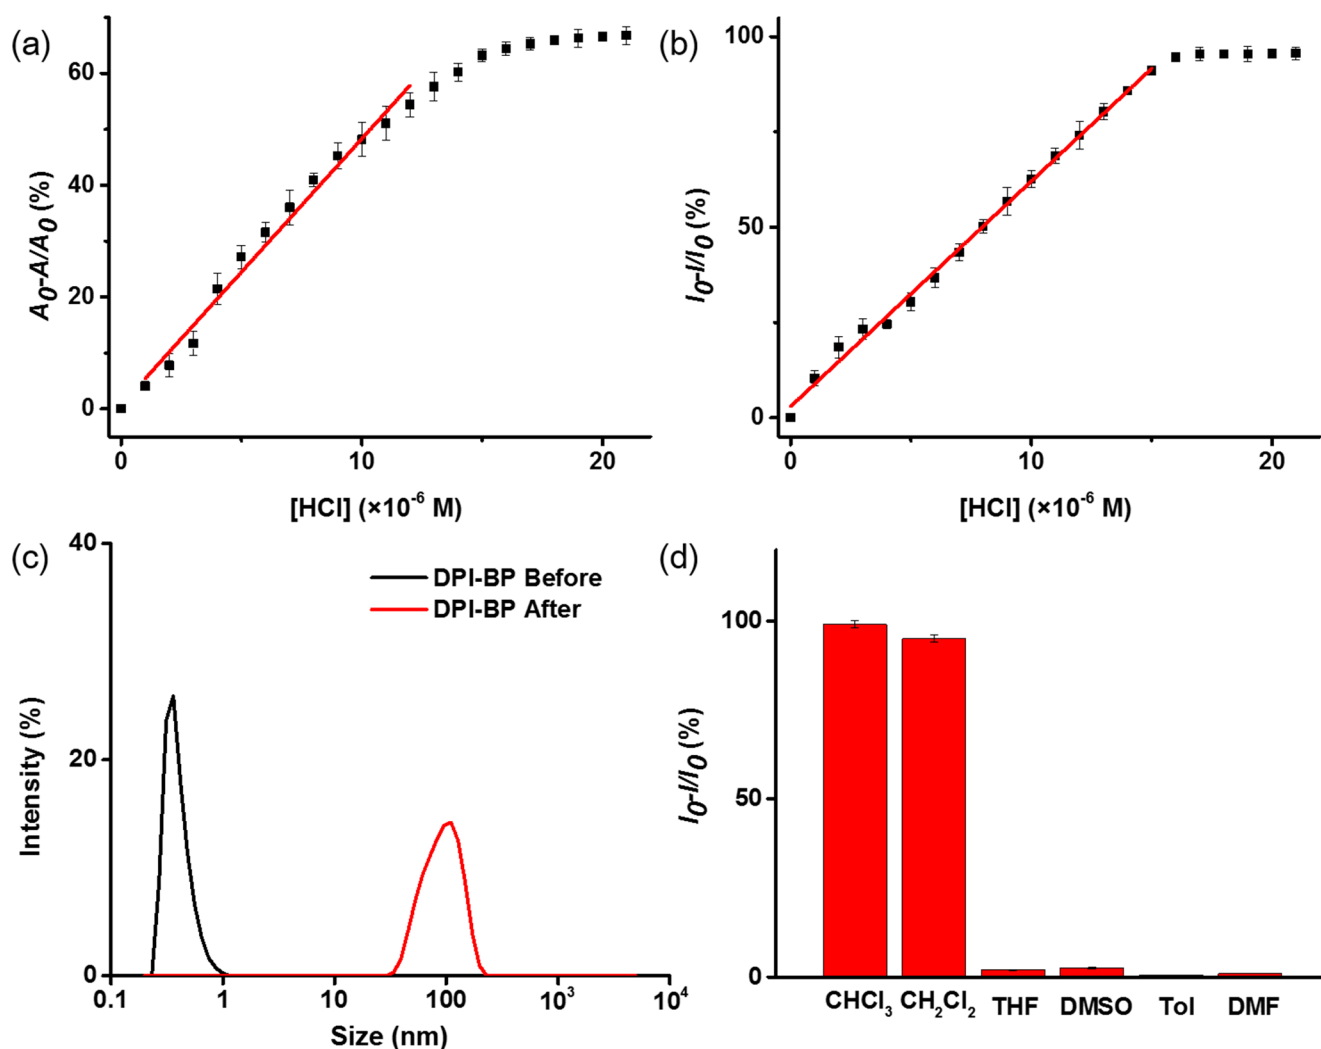 (a)
60
40
20
0
A₀-A/A₀ (%)
0 10 20
[HCl] (×10⁻⁶ M)
(b)
100
50
0
I₀-I/I₀ (%)
0 10 20
[HCl] (×10⁻⁶ M)
(c)
40
20
0
Intensity (%)
DPI-BP Before
DPI-BP After
0.1 1 10 100 10³ 10⁴
Size (nm)
(d)
100
50
0
I₀-I/I₀ (%)
CHCl₃ CH₂Cl₂ THF DMSO Tol DMF